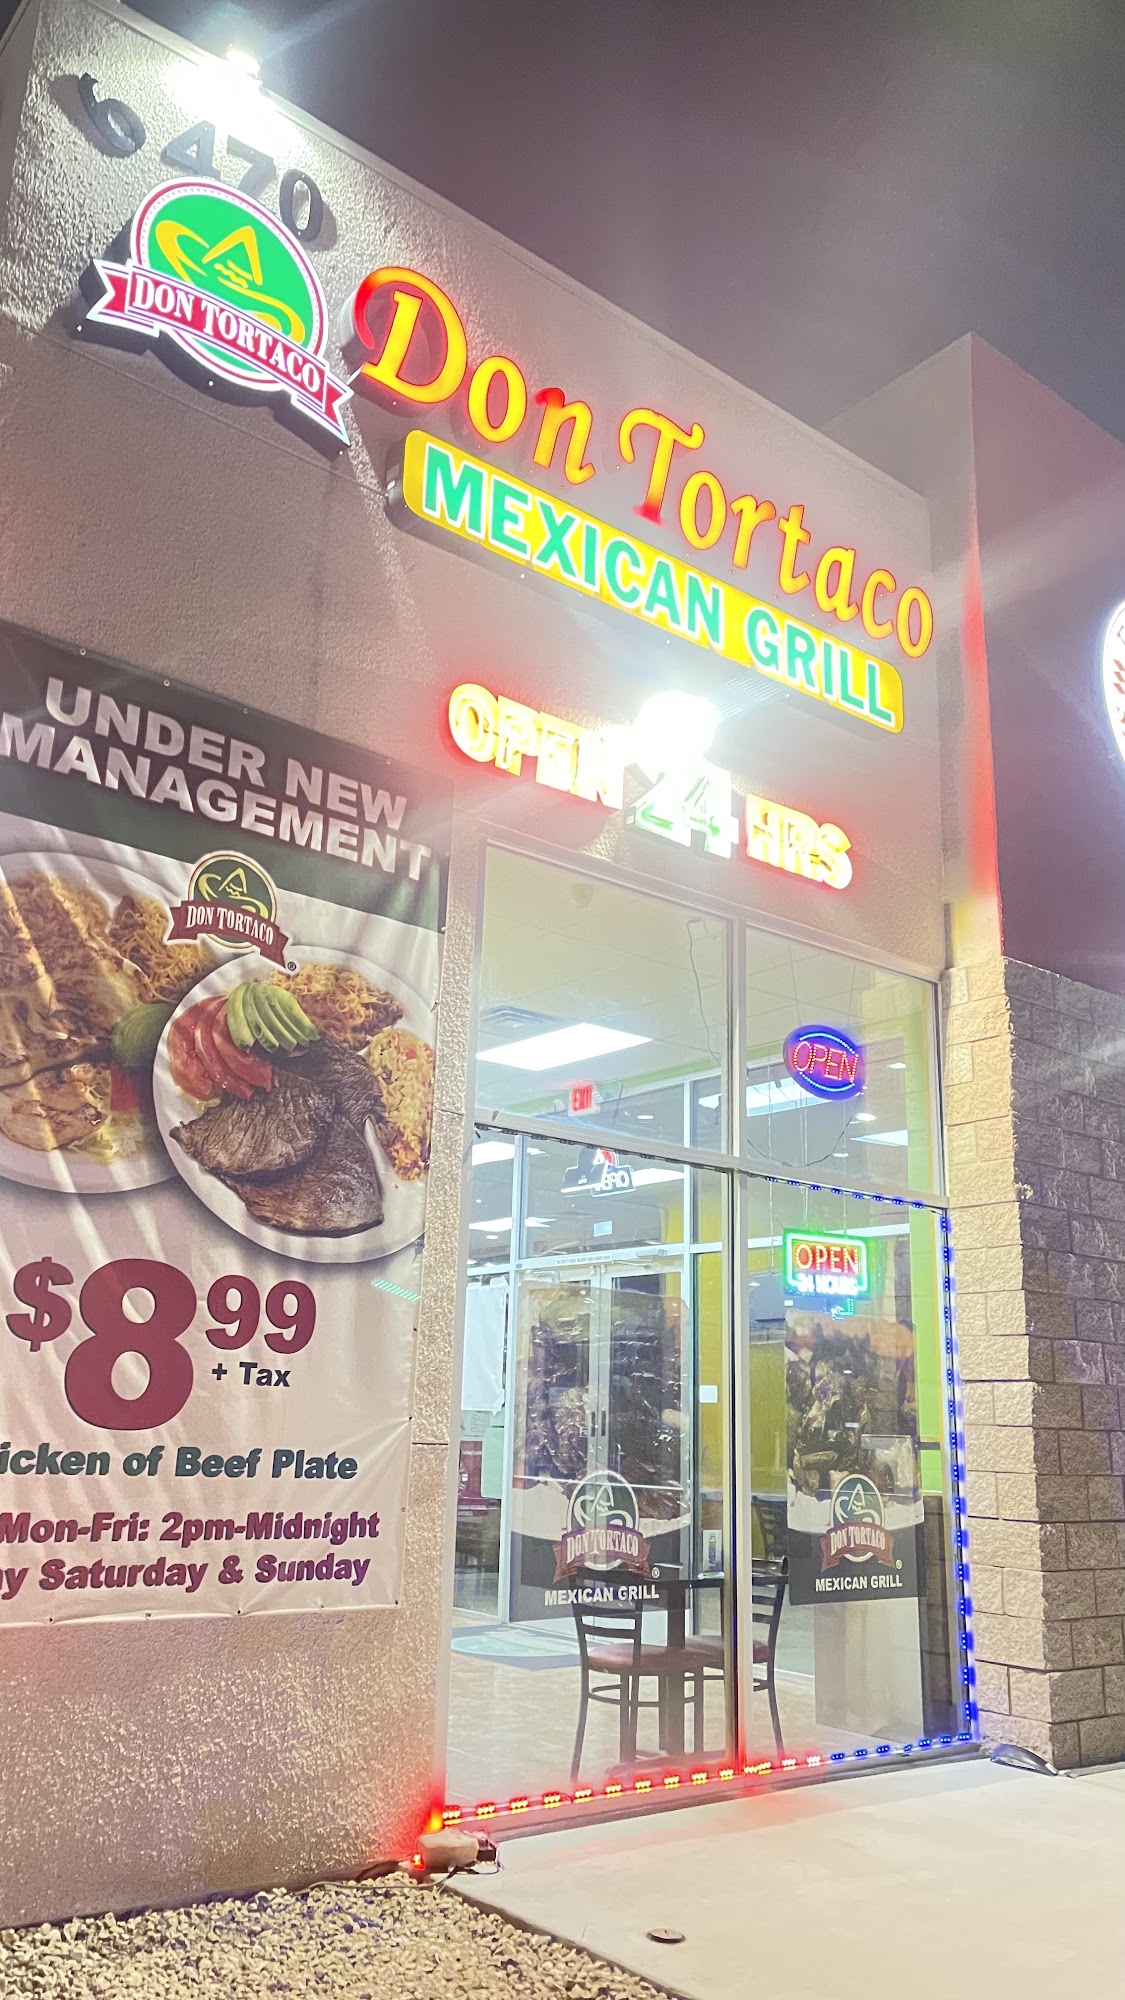 6470
DON TORTACO
Don Tortaco
MEXICAN GRILL
OPEN 24 HRS
UNDER NEW
MANAGEMENT
DON TORTACO
$8.99
+ Tax
icken of Beef Plate
Mon-Fri: 2pm-Midnight
y Saturday & Sunday
OPEN
EXIT
OPEN
24 HOURS
DON TORTACO
MEXICAN GRILL
DON TORTACO
MEXICAN GRILL